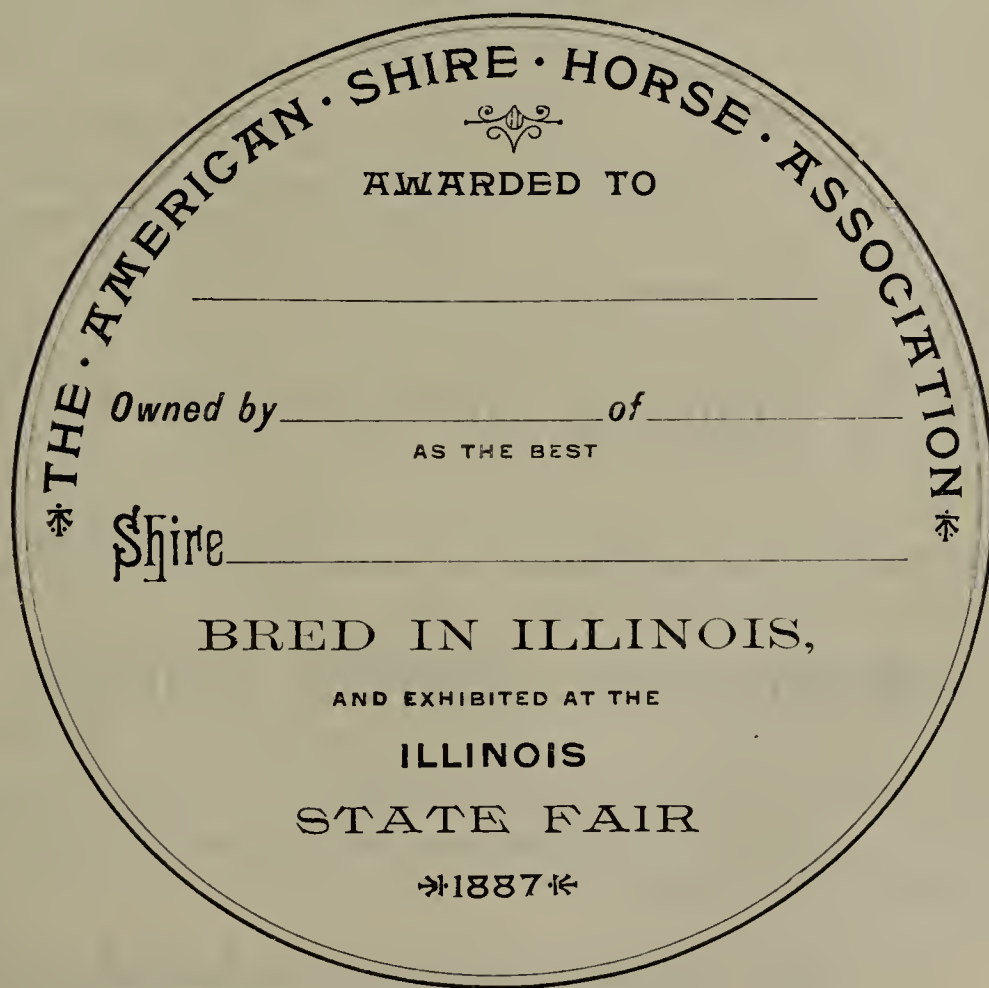 THE · AMERICAN · SHIRE · HORSE · ASSOCIATION
AWARDED TO
Owned by of
AS THE BEST
Shire
BRED IN ILLINOIS,
AND EXHIBITED AT THE
ILLINOIS
STATE FAIR
1887